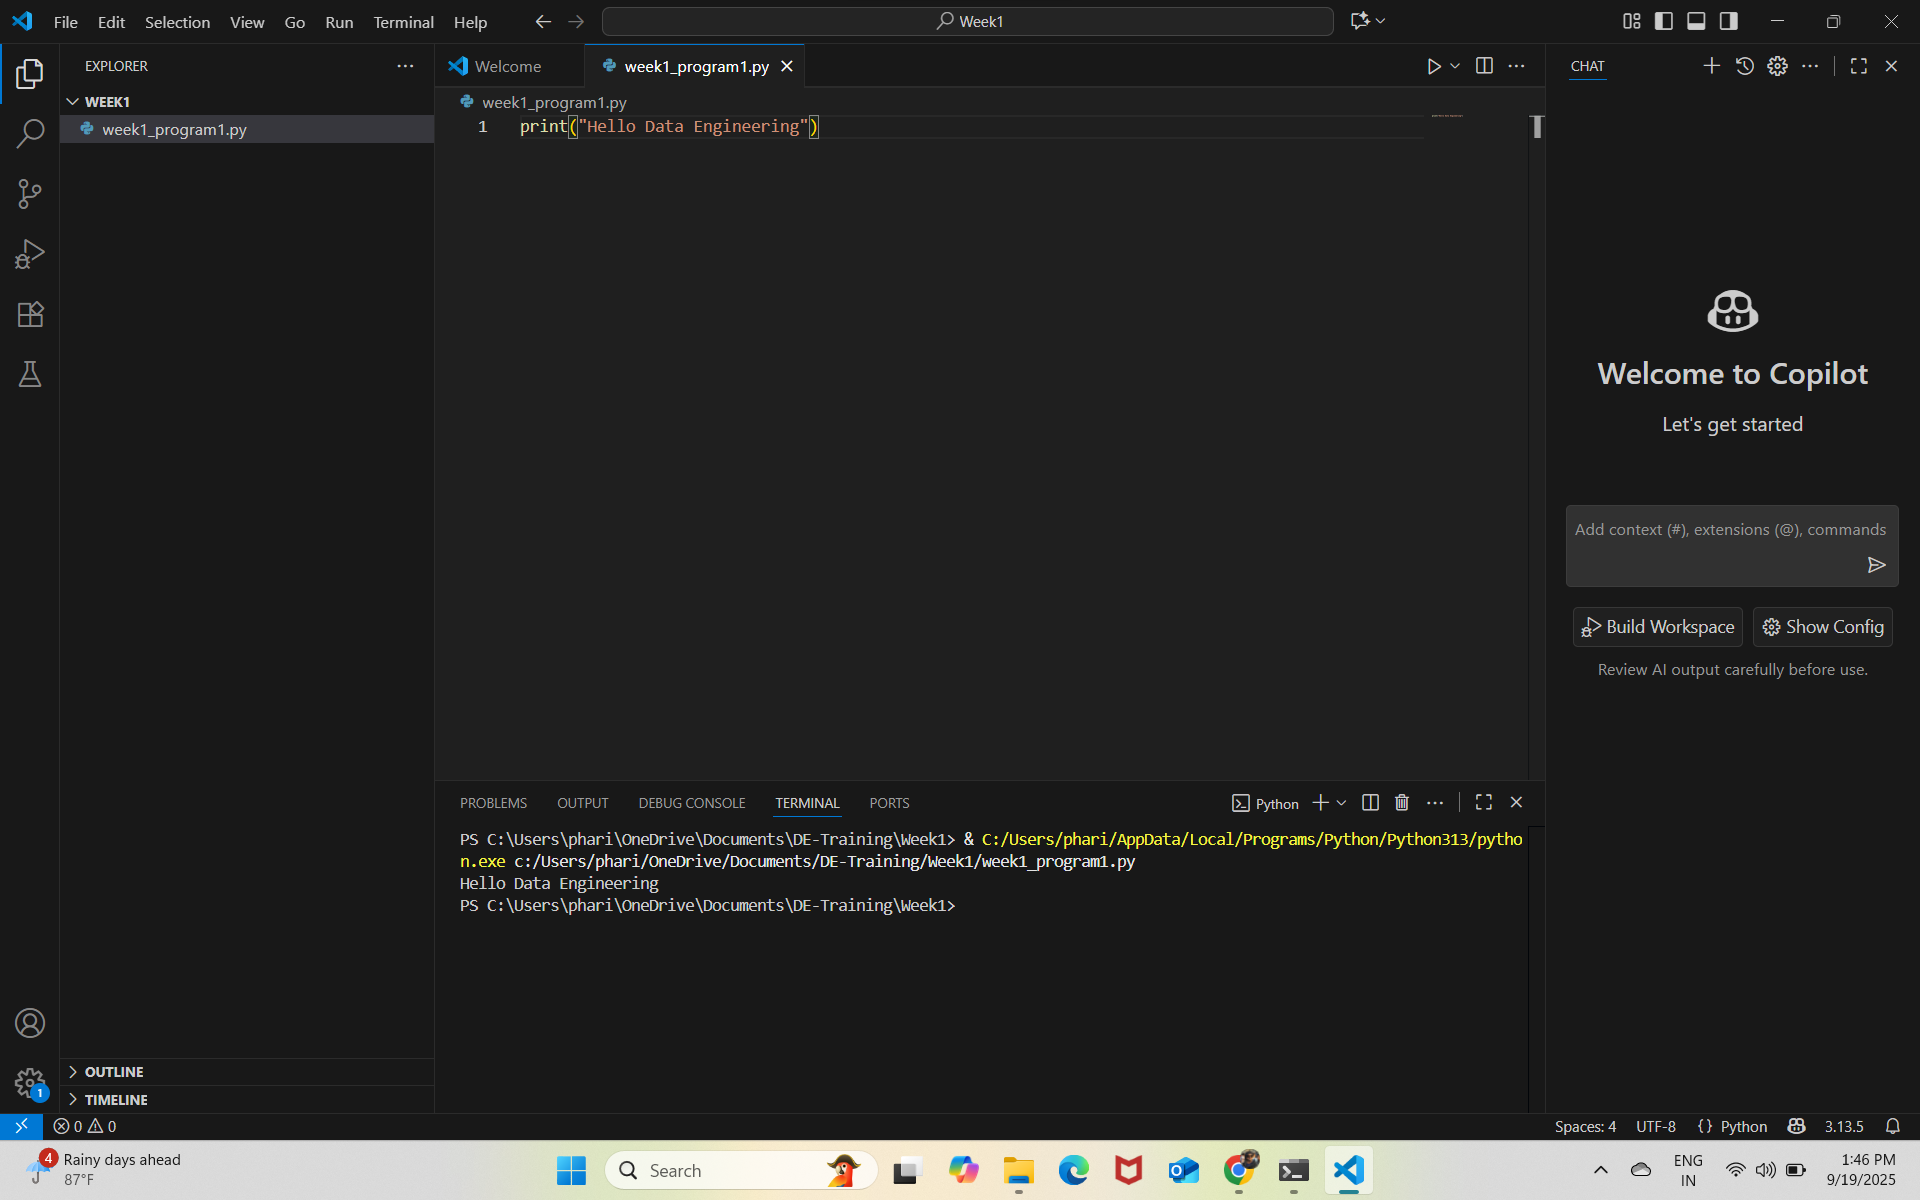 File Edit Selection View Go Run Terminal Help
Week1
EXPLORER
WEEK1
week1_program1.py
OUTLINE
TIMELINE
1
Welcome
week1_program1.py
week1_program1.py
1 print("Hello Data Engineering")
PROBLEMS OUTPUT DEBUG CONSOLE TERMINAL PORTS
Python
PS C:\Users\phari\OneDrive\Documents\DE-Training\Week1> & C:/Users/phari/AppData/Local/Programs/Python/Python313/pytho
n.exe c:/Users/phari/OneDrive/Documents/DE-Training/Week1/week1_program1.py
Hello Data Engineering
PS C:\Users\phari\OneDrive\Documents\DE-Training\Week1>
CHAT
Welcome to Copilot
Let's get started
Add context (#), extensions (@), commands
Build Workspace Show Config
Review AI output carefully before use.
0 0
Spaces: 4 UTF-8 {} Python 3.13.5
4
Rainy days ahead
87°F
Search
ENG
IN
1:46 PM
9/19/2025